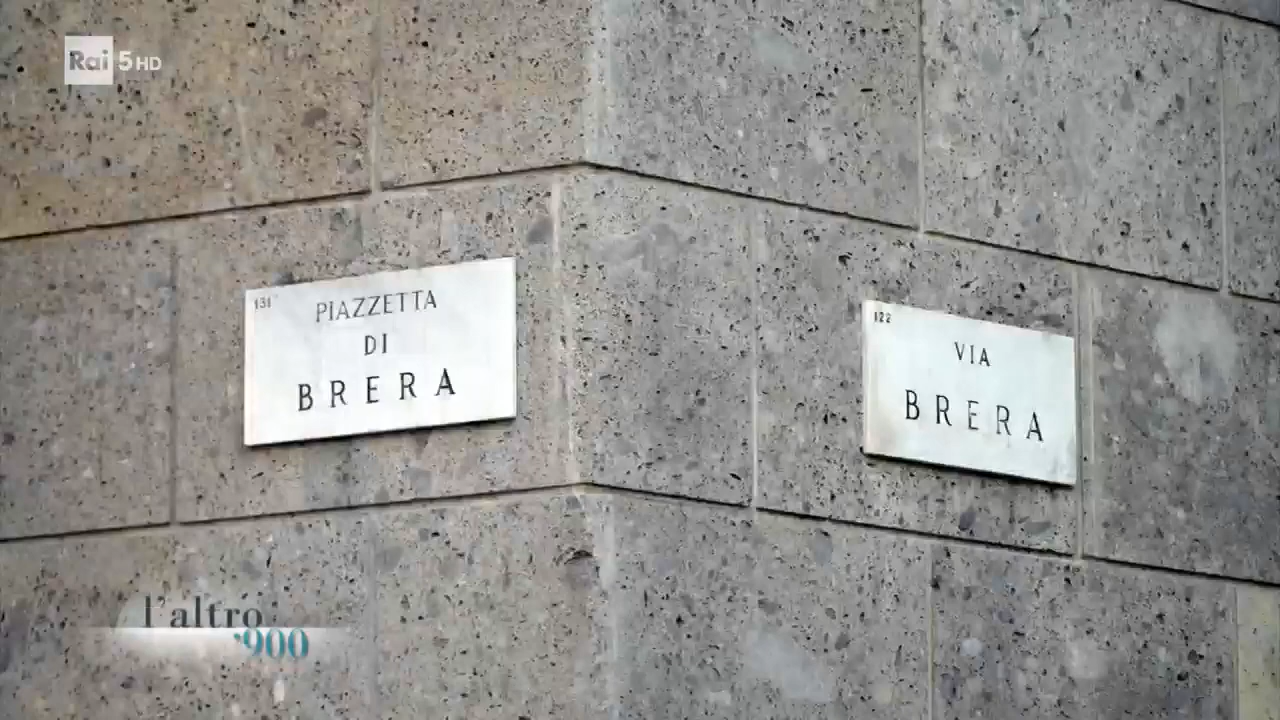 Rai 5HD
131
PIAZZETTA
DI
BRERA
122
VIA
BRERA
l'altro
'900